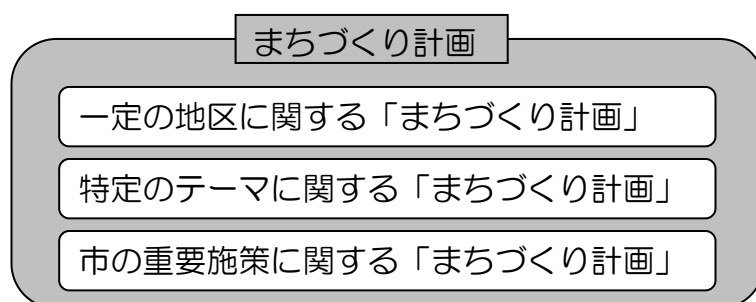 まちづくり計画
一定の地区に関する「まちづくり計画」
特定のテーマに関する「まちづくり計画」
市の重要施策に関する「まちづくり計画」